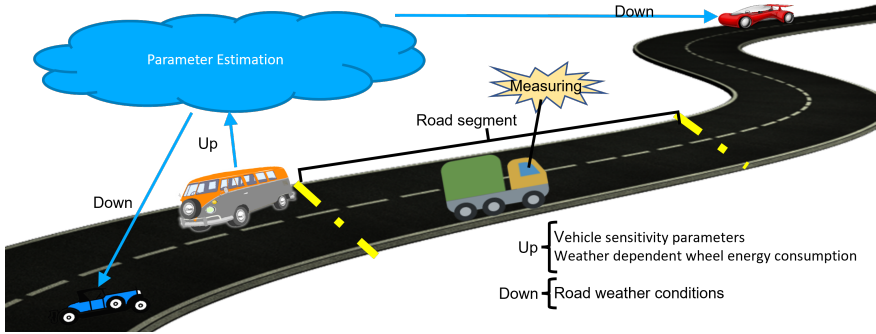 Down
Parameter Estimation
Measuring
Road segment
Up
Down
Up
Vehicle sensitivity parameters
Weather dependent wheel energy consumption
Down
Road weather conditions